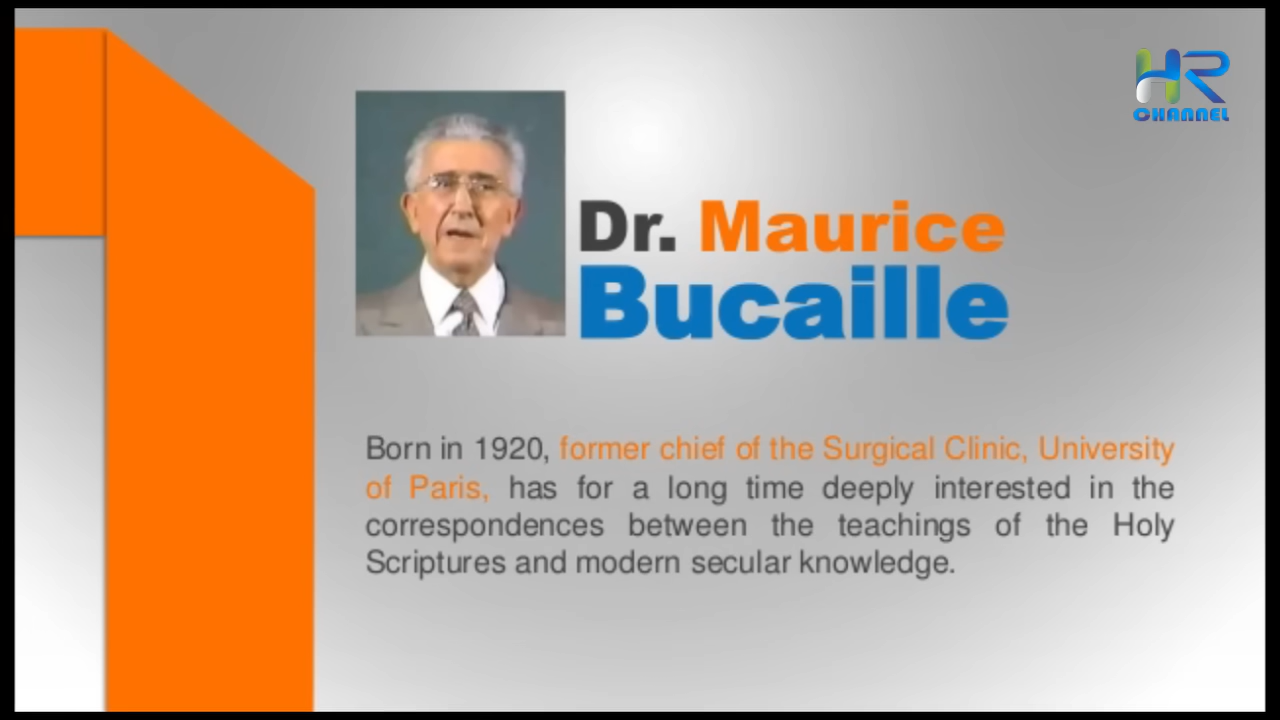 HR
CHANNEL
Dr. Maurice
Bucaille
Born in 1920, former chief of the Surgical Clinic, University
of Paris, has for a long time deeply interested in the
correspondences between the teachings of the Holy
Scriptures and modern secular knowledge.